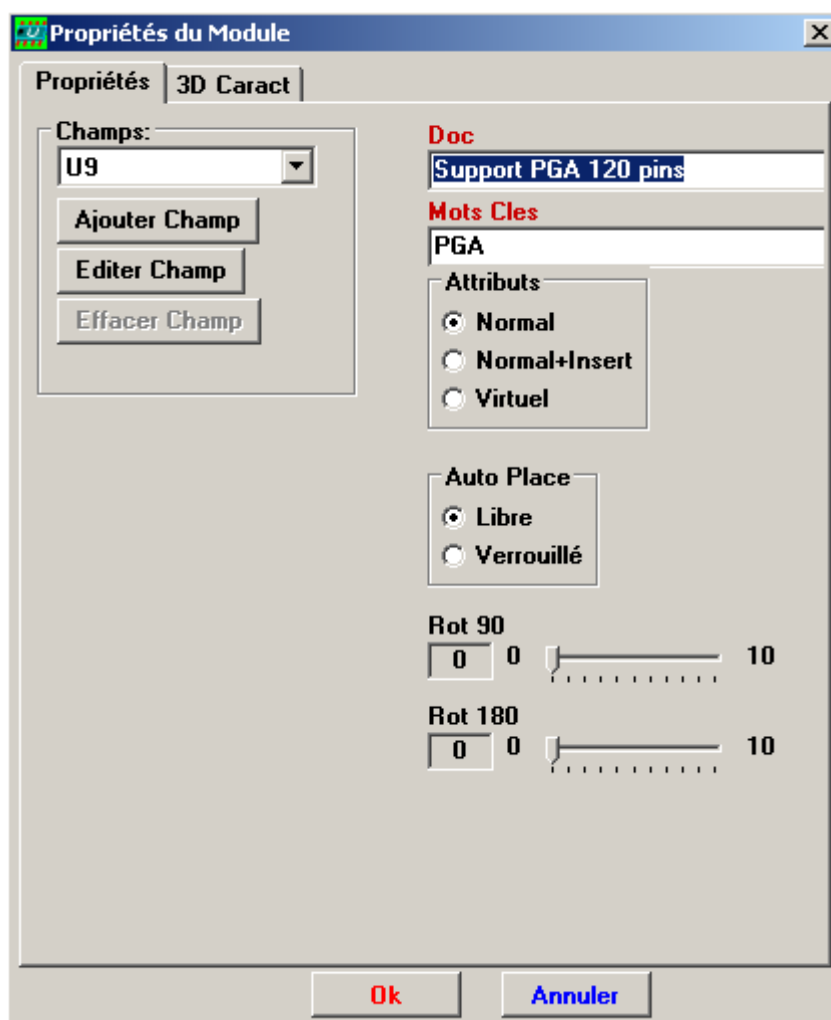 Propriétés du Module
Propriétés
3D Caract
Champs:
U9
Ajouter Champ
Editer Champ
Effacer Champ
Doc
Support PGA 120 pins
Mots Cles
PGA
Attributs
Normal
Normal+Insert
Virtuel
Auto Place
Libre
Verrouillé
Rot 90
0 0 10
Rot 180
0 0 10
Ok
Annuler